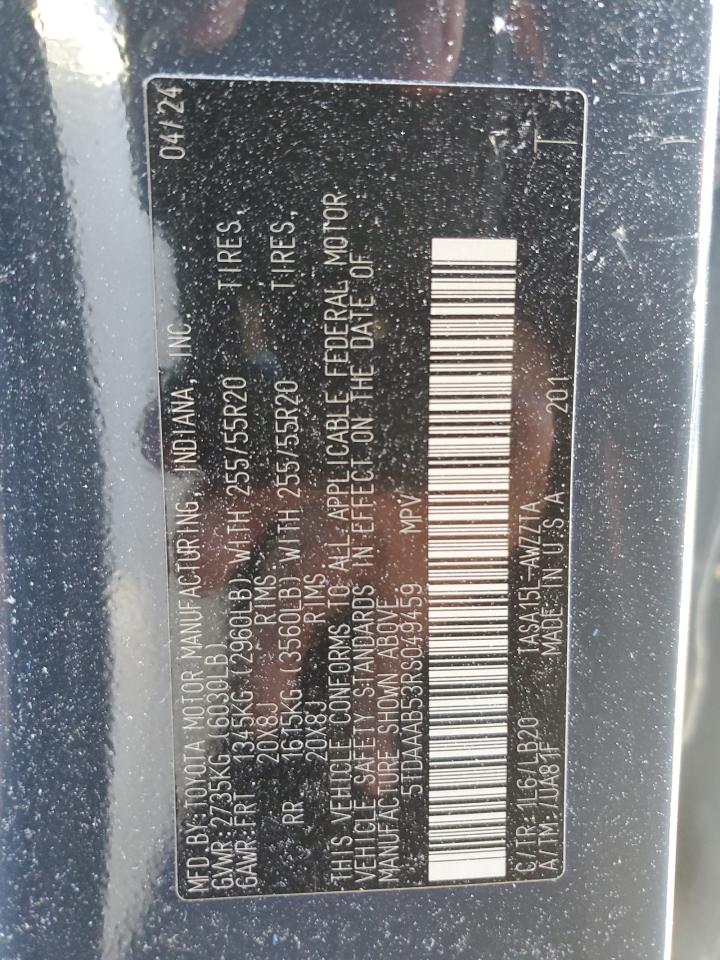 MFD BY:TOYOTA MOTOR MANUFACTURING, INDIANA, INC. 04/24
GVWR:2735KG (6030LB)
GAWR:FRT 1345KG (2960LB) WITH 255/55R20 TIRES,
20X8J RIMS
RR 1615KG (3560LB) WITH 255/55R20 TIRES,
20X8J RIMS
THIS VEHICLE CONFORMS TO ALL APPLICABLE FEDERAL MOTOR
VEHICLE SAFETY STANDARDS IN EFFECT ON THE DATE OF
MANUFACTURE SHOWN ABOVE
5TDAAAB53RS049459 MPV
C/TR:1L6/LB20 TASA15L-AWZZTA
A/TM:/UA81F MADE IN U.S.A. 201 T